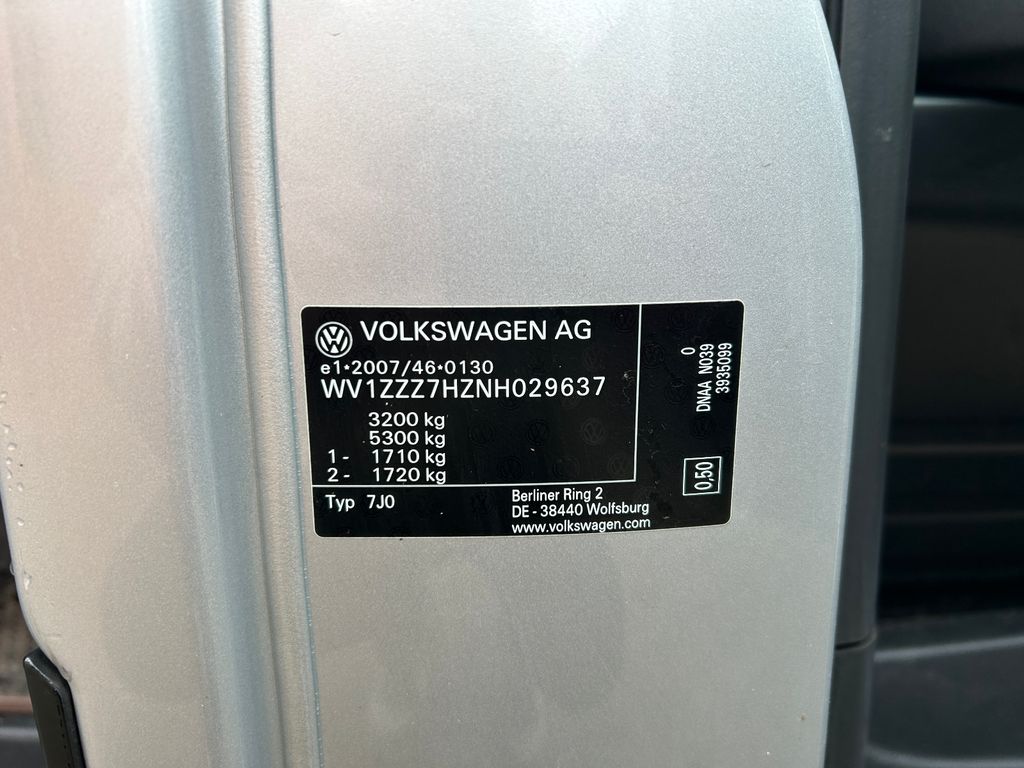 VOLKSWAGEN AG
e1*2007/46*0130
WV1ZZZ7HZNH029637
3200 kg
5300 kg
1- 1710 kg
2- 1720 kg
Typ 7J0
Berliner Ring 2
DE - 38440 Wolfsburg
www.volkswagen.com
0
DNAA N039
3935099
0,50